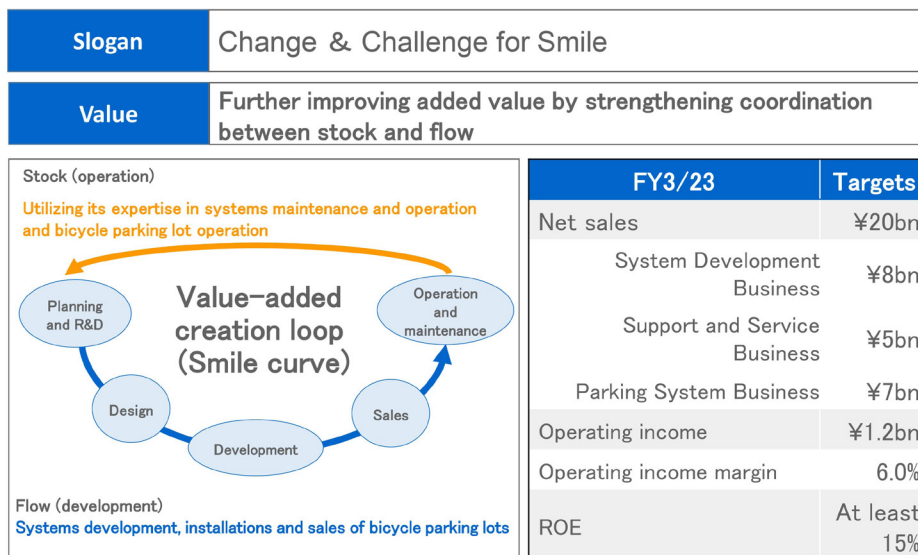 Slogan
Change & Challenge for Smile
Value
Further improving added value by strengthening coordination
between stock and flow
Stock (operation)
Utilizing its expertise in systems maintenance and operation
and bicycle parking lot operation
Planning
and R&D
Value-added
creation loop
(Smile curve)
Operation
and
maintenance
Design
Sales
Development
Flow (development)
Systems development, installations and sales of bicycle parking lots
FY3/23 Targets
Net sales ¥20bn
System Development
Business ¥8bn
Support and Service
Business ¥5bn
Parking System Business ¥7bn
Operating income ¥1.2bn
Operating income margin 6.0%
ROE At least
15%